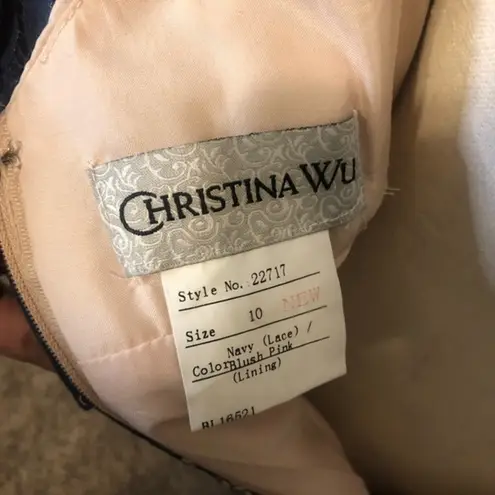 CHRISTINA WU
Style No. 22717
Size 10 NEW
Navy (Lace) /
Color Blush Pink
(Lining)
BL16521